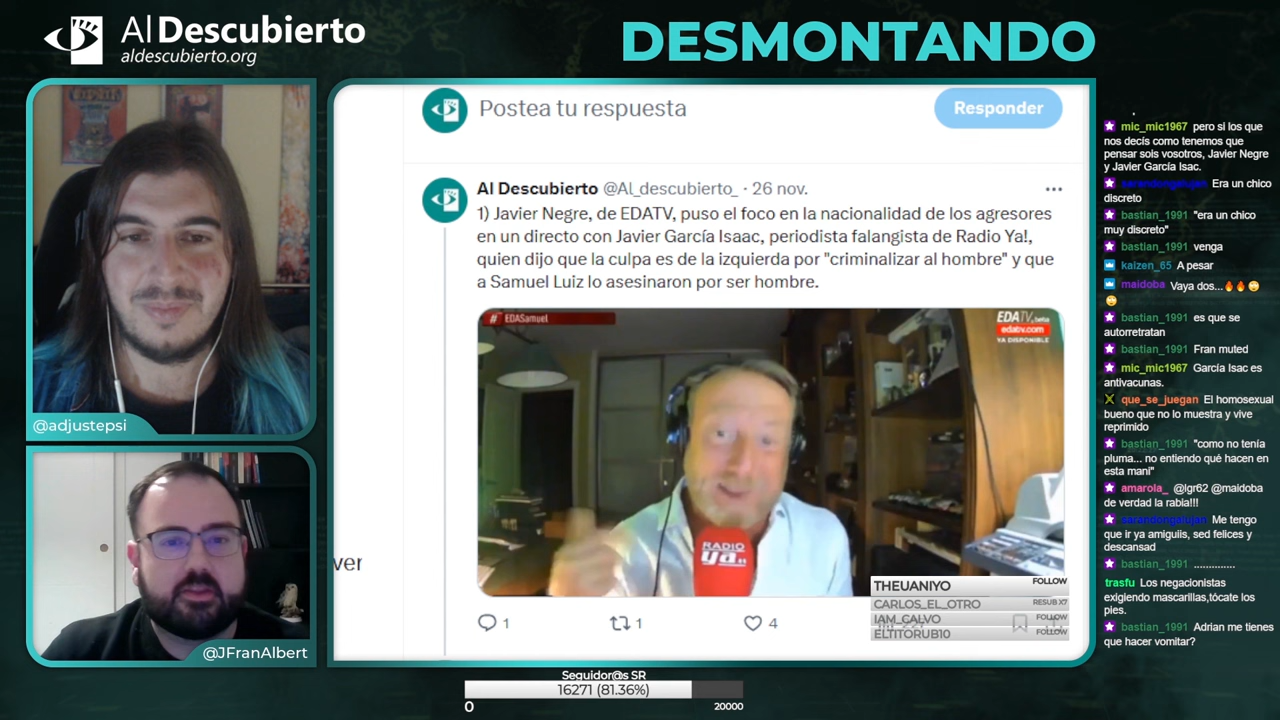 Al Descubierto
aldescubierto.org
DESMONTANDO
@adjustepsi
@JFranAlbert
Postea tu respuesta
Responder
Al Descubierto @Al_descubierto_ · 26 nov.
1) Javier Negre, de EDATV, puso el foco en la nacionalidad de los agresores
en un directo con Javier García Isaac, periodista falangista de Radio Ya!,
quien dijo que la culpa es de la izquierda por "criminalizar al hombre" y que
a Samuel Luiz lo asesinaron por ser hombre.
# EDASamuel
EDATV.beta
edatv.com
YA DISPONIBLE
RADIO
ya
ver
THEUANIYO FOLLOW
CARLOS_EL_OTRO RESUB X7
IAM_CALVO FOLLOW
ELTITORUB10 FOLLOW
1 1 4
mic_mic1967 pero si los que
nos decís como tenemos que
pensar sois vosotros, Javier Negre
y Javier García Isac.
sarandongalujan Era un chico
discreto
bastian_1991 "era un chico
muy discreto"
bastian_1991 venga
kaizen_65 A pesar
maidoba Vaya dos...🔥🔥🙄
🙄
bastian_1991 es que se
autorretratan
bastian_1991 Fran muted
mic_mic1967 García Isac es
antivacunas.
que_se_juegan El homosexual
bueno que no lo muestra y vive
reprimido
bastian_1991 "como no tenía
pluma... no entiendo qué hacen en
esta mani"
amarola_ @lgr62 @maidoba
de verdad la rabia!!!
sarandongalujan Me tengo
que ir ya amiguiis, sed felices y
descansad
bastian_1991 .............
trasfu Los negacionistas
exigiendo mascarillas,tócate los
pies.
bastian_1991 Adrian me tienes
que hacer vomitar?
Seguidor@s SR
16271 (81.36%)
0 20000